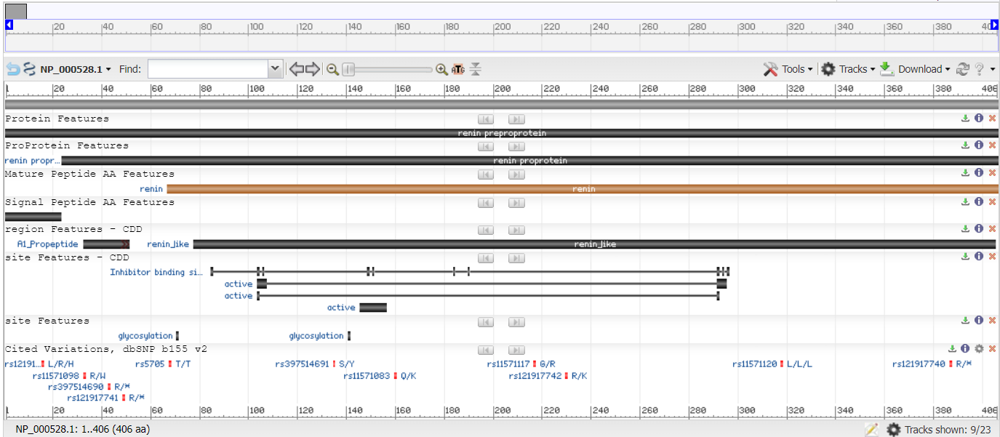 20 40 60 80 100 120 140 160 180 200 220 240 260 280 300 320 340 360 380 40
NP_000528.1 Find: ATG Tools Tracks Download ?
1 20 40 60 80 100 120 140 160 180 200 220 240 260 280 300 320 340 360 380 406
Protein Features
renin preproprotein
ProProtein Features
renin propr... renin proprotein
Mature Peptide AA Features
renin renin
Signal Peptide AA Features
region Features - CDD
A1_Propeptide renin_like renin_like
site Features - CDD
Inhibitor binding si...
active
active
active
site Features
glycosylation glycosylation
Cited Variations, dbSNP b155 v2
rs12191... L/R/H rs5705 T/T rs397514691 S/Y rs11571117 G/R rs11571120 L/L/L rs121917740 R/*
rs11571098 R/W rs11571083 Q/K rs121917742 R/K
rs397514690 R/*
rs121917741 R/*
1 20 40 60 80 100 120 140 160 180 200 220 240 260 280 300 320 340 360 380 406
NP_000528.1: 1..406 (406 aa) Tracks shown: 9/23